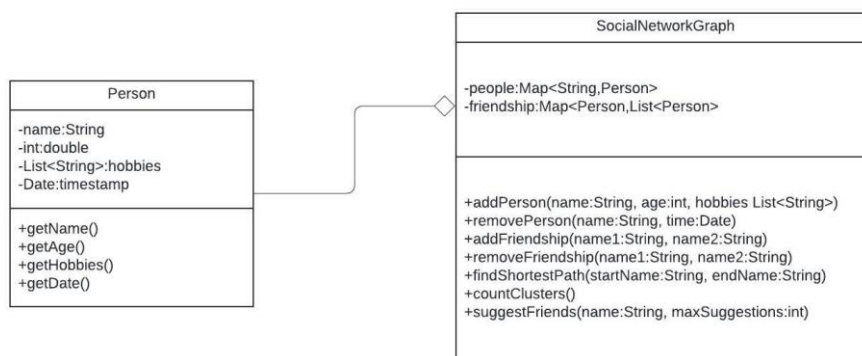 Person
-name:String
-int:double
-List<String>:hobbies
-Date:timestamp
+getName()
+getAge()
+getHobbies()
+getDate()
SocialNetworkGraph
-people:Map<String,Person>
-friendship:Map<Person,List<Person>
+addPerson(name:String, age:int, hobbies List<String>)
+removePerson(name:String, time:Date)
+addFriendship(name1:String, name2:String)
+removeFriendship(name1:String, name2:String)
+findShortestPath(startName:String, endName:String)
+countClusters()
+suggestFriends(name:String, maxSuggestions:int)